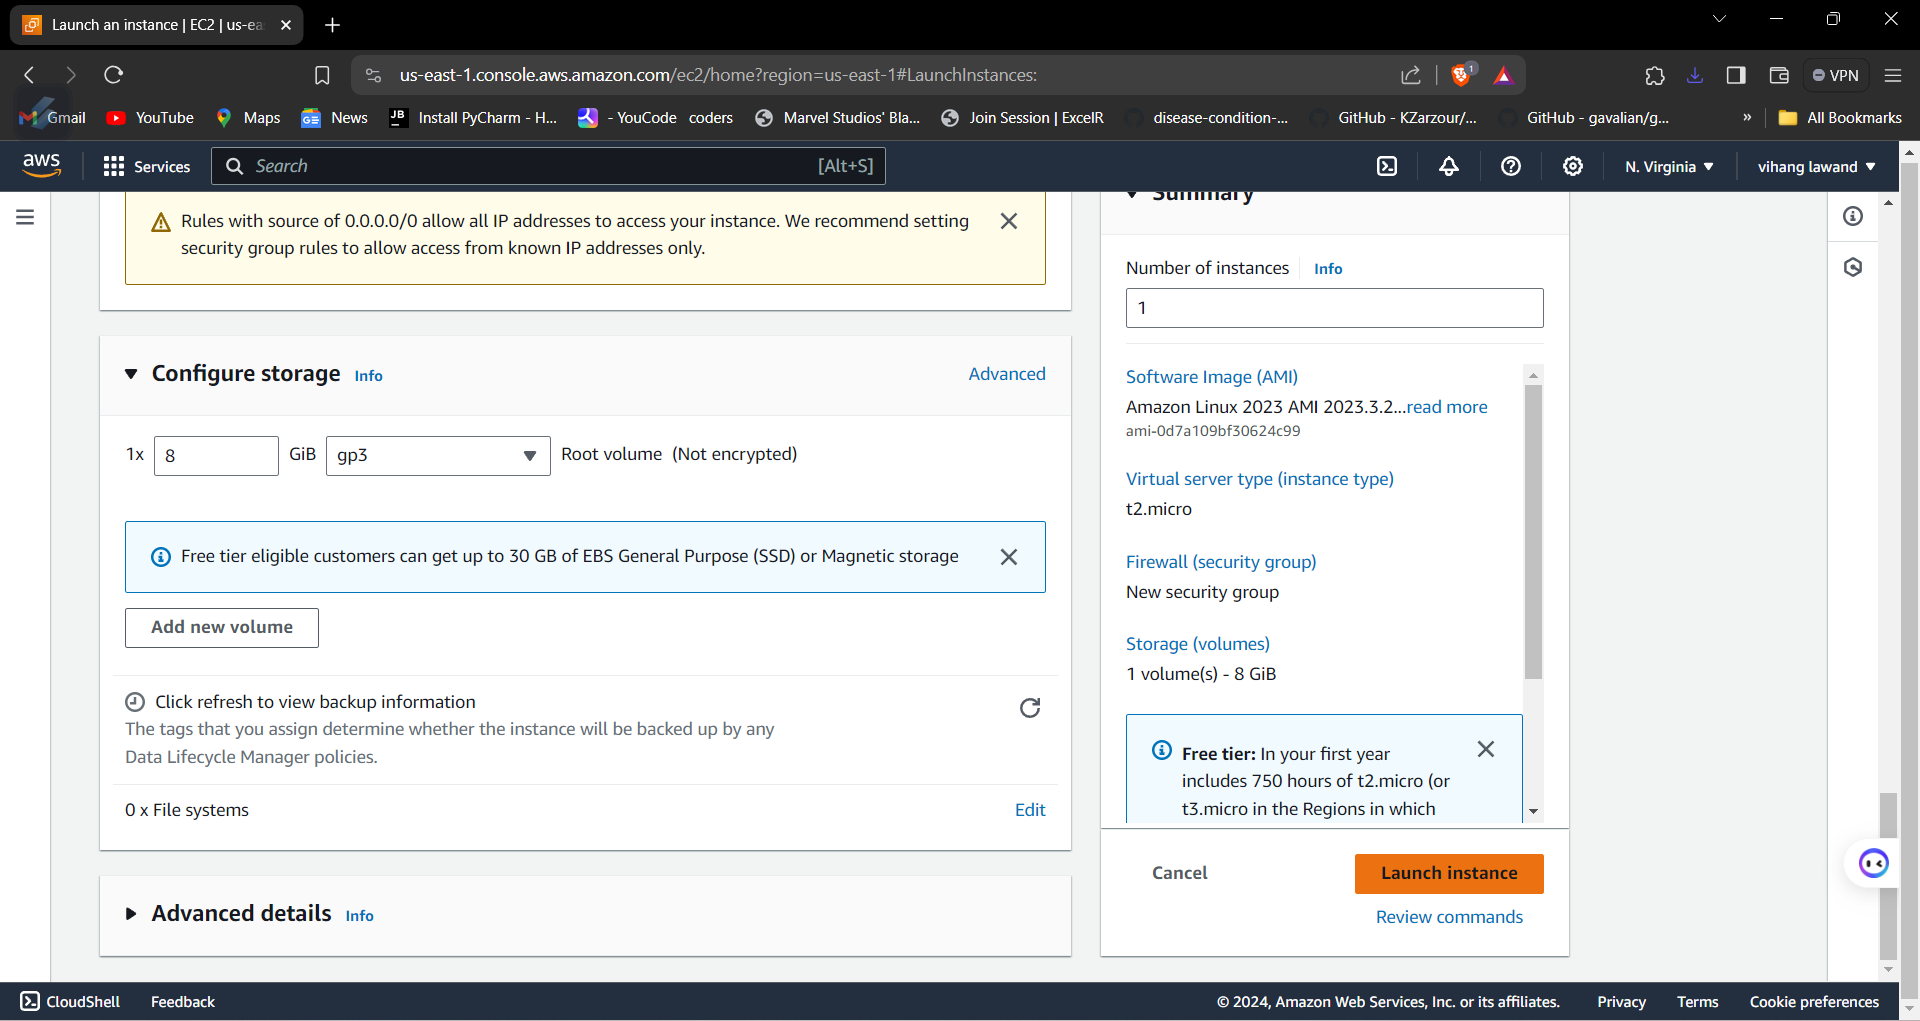 Launch an instance | EC2 | us-ea
us-east-1.console.aws.amazon.com/ec2/home?region=us-east-1#LaunchInstances:
1
VPN
Gmail
YouTube
Maps
News
Install PyCharm - H...
- YouCode coders
Marvel Studios' Bla...
Join Session | ExcelR
disease-condition-...
GitHub - KZarzour/...
GitHub - gavalian/g...
»
All Bookmarks
aws
Services
Search
[Alt+S]
N. Virginia
vihang lawand
Rules with source of 0.0.0.0/0 allow all IP addresses to access your instance. We recommend setting
security group rules to allow access from known IP addresses only.
Configure storage Info
Advanced
1x 8 GiB gp3 Root volume (Not encrypted)
Free tier eligible customers can get up to 30 GB of EBS General Purpose (SSD) or Magnetic storage
Add new volume
Click refresh to view backup information
The tags that you assign determine whether the instance will be backed up by any
Data Lifecycle Manager policies.
0 x File systems
Edit
Advanced details Info
Summary
Number of instances Info
1
Software Image (AMI)
Amazon Linux 2023 AMI 2023.3.2...read more
ami-0d7a109bf30624c99
Virtual server type (instance type)
t2.micro
Firewall (security group)
New security group
Storage (volumes)
1 volume(s) - 8 GiB
Free tier: In your first year
includes 750 hours of t2.micro (or
t3.micro in the Regions in which
Cancel
Launch instance
Review commands
CloudShell
Feedback
© 2024, Amazon Web Services, Inc. or its affiliates.
Privacy
Terms
Cookie preferences